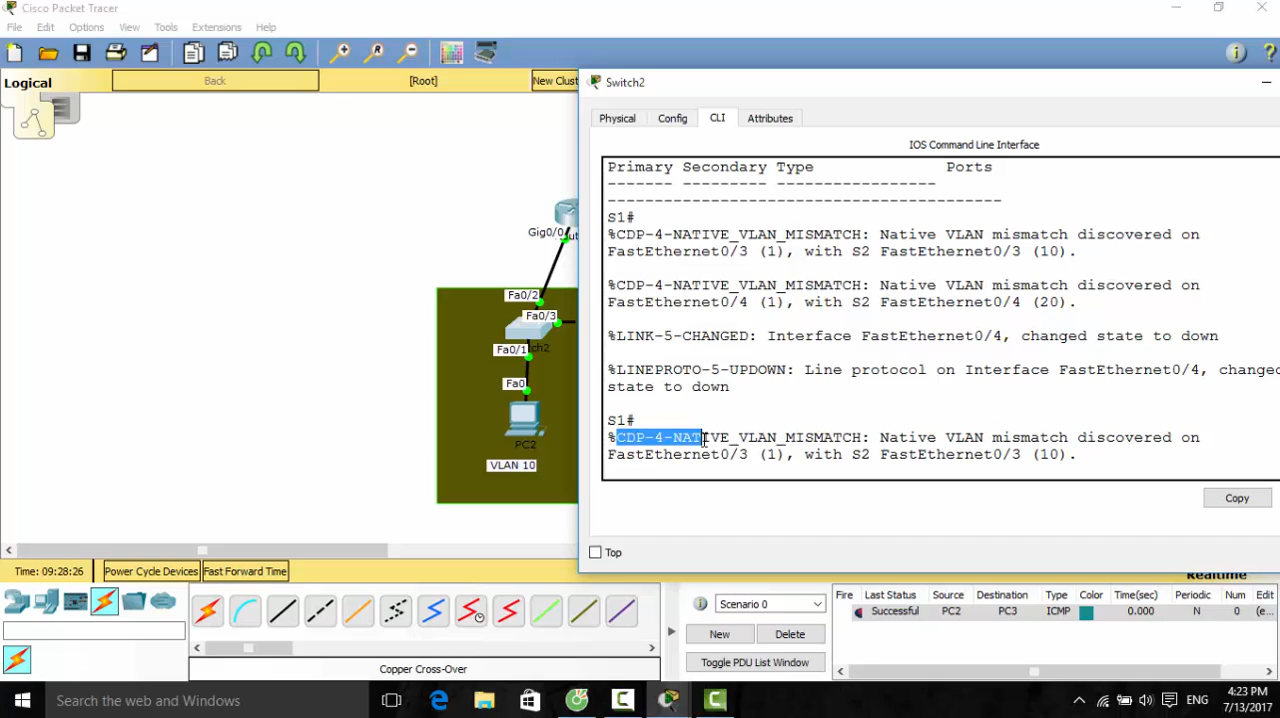 Cisco Packet Tracer
File Edit Options View Tools Extensions Help
Logical
Back
[Root]
New Clust
Switch2
Physical Config CLI Attributes
IOS Command Line Interface
Primary Secondary Type Ports
------- --------- -----------------
------------------------------------------
S1#
%CDP-4-NATIVE_VLAN_MISMATCH: Native VLAN mismatch discovered on
FastEthernet0/3 (1), with S2 FastEthernet0/3 (10).
%CDP-4-NATIVE_VLAN_MISMATCH: Native VLAN mismatch discovered on
FastEthernet0/4 (1), with S2 FastEthernet0/4 (20).
%LINK-5-CHANGED: Interface FastEthernet0/4, changed state to down
%LINEPROTO-5-UPDOWN: Line protocol on Interface FastEthernet0/4, changed
state to down
S1#
%CDP-4-NATIVE_VLAN_MISMATCH: Native VLAN mismatch discovered on
FastEthernet0/3 (1), with S2 FastEthernet0/3 (10).
Copy
Top
Gig0/0
Fa0/2
Fa0/3
Fa0/1
Fa0
PC2
VLAN 10
Time: 09:28:26 Power Cycle Devices Fast Forward Time
Realtime
Copper Cross-Over
Scenario 0
New Delete
Toggle PDU List Window
Fire Last Status Source Destination Type Color Time(sec) Periodic Num Edit
Successful PC2 PC3 ICMP 0.000 N 0 (e...
Search the web and Windows
ENG
4:23 PM
7/13/2017